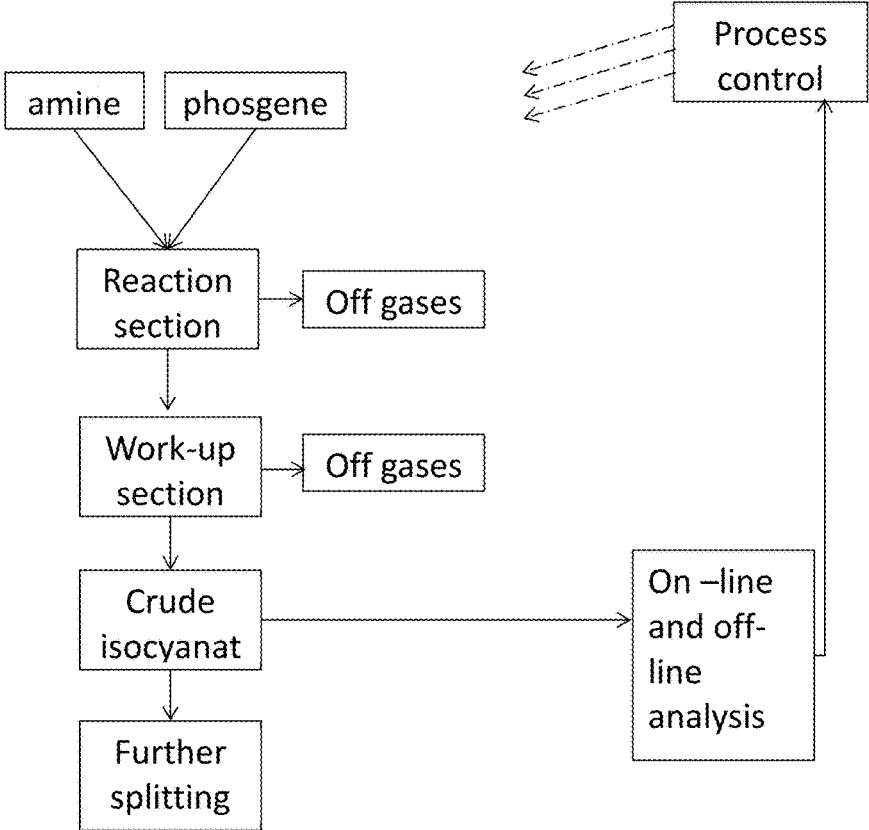 Process
control
amine
phosgene
Reaction
section
Off gases
Work-up
section
Off gases
Crude
isocyanat
On –line
and off-
line
analysis
Further
splitting